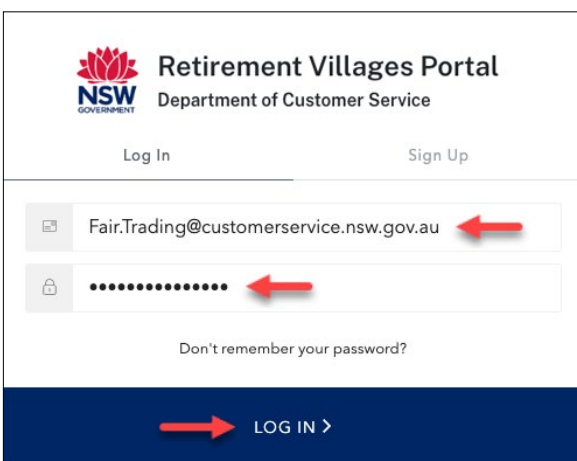 Retirement Villages Portal
NSW
GOVERNMENT
Department of Customer Service
Log In
Sign Up
Fair.Trading@customerservice.nsw.gov.au
•••••••••••••••
Don't remember your password?
LOG IN >